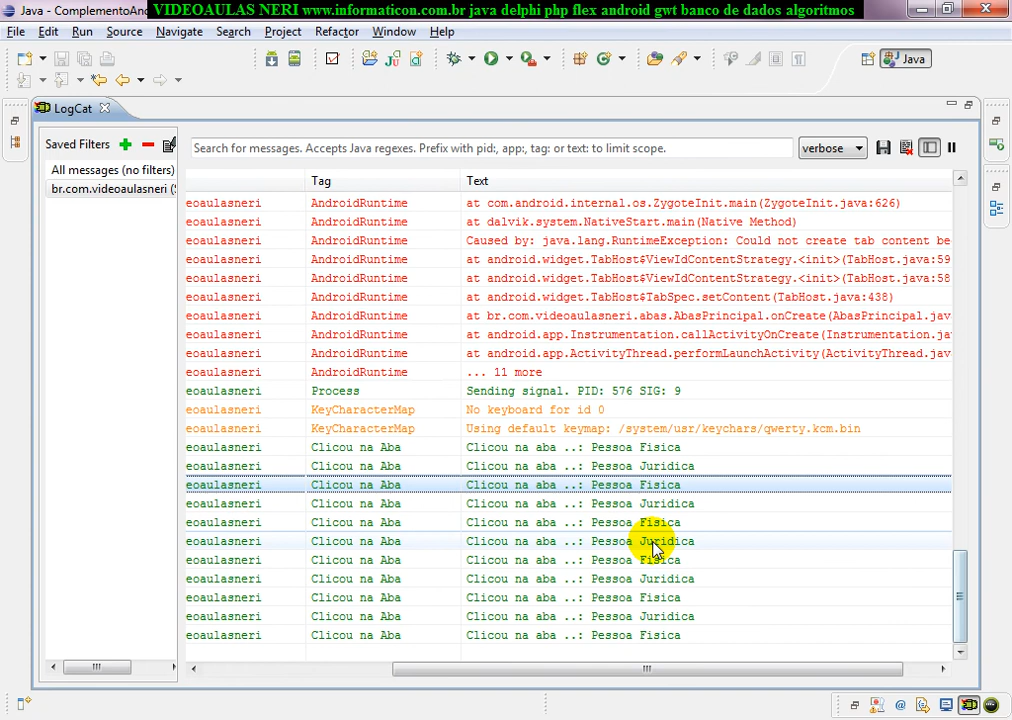 Java - ComplementoAnd
VIDEOAULAS NERI www.informaticon.com.br java delphi php flex android gwt banco de dados algoritmos
File Edit Run Source Navigate Search Project Refactor Window Help
Java
LogCat
Saved Filters
Search for messages. Accepts Java regexes. Prefix with pid:, app:, tag: or text: to limit scope.
verbose
All messages (no filters)
br.com.videoaulasneri (
Tag Text
eoaulasneri AndroidRuntime at com.android.internal.os.ZygoteInit.main(ZygoteInit.java:626)
eoaulasneri AndroidRuntime at dalvik.system.NativeStart.main(Native Method)
eoaulasneri AndroidRuntime Caused by: java.lang.RuntimeException: Could not create tab content be
eoaulasneri AndroidRuntime at android.widget.TabHost$ViewIdContentStrategy.<init>(TabHost.java:59
eoaulasneri AndroidRuntime at android.widget.TabHost$ViewIdContentStrategy.<init>(TabHost.java:58
eoaulasneri AndroidRuntime at android.widget.TabHost$TabSpec.setContent(TabHost.java:438)
eoaulasneri AndroidRuntime at br.com.videoaulasneri.abas.AbasPrincipal.onCreate(AbasPrincipal.jav
eoaulasneri AndroidRuntime at android.app.Instrumentation.callActivityOnCreate(Instrumentation.ja
eoaulasneri AndroidRuntime at android.app.ActivityThread.performLaunchActivity(ActivityThread.jav
eoaulasneri AndroidRuntime ... 11 more
eoaulasneri Process Sending signal. PID: 576 SIG: 9
eoaulasneri KeyCharacterMap No keyboard for id 0
eoaulasneri KeyCharacterMap Using default keymap: /system/usr/keychars/qwerty.kcm.bin
eoaulasneri Clicou na Aba Clicou na aba ..: Pessoa Fisica
eoaulasneri Clicou na Aba Clicou na aba ..: Pessoa Juridica
eoaulasneri Clicou na Aba Clicou na aba ..: Pessoa Fisica
eoaulasneri Clicou na Aba Clicou na aba ..: Pessoa Juridica
eoaulasneri Clicou na Aba Clicou na aba ..: Pessoa Fisica
eoaulasneri Clicou na Aba Clicou na aba ..: Pessoa Juridica
eoaulasneri Clicou na Aba Clicou na aba ..: Pessoa Fisica
eoaulasneri Clicou na Aba Clicou na aba ..: Pessoa Juridica
eoaulasneri Clicou na Aba Clicou na aba ..: Pessoa Fisica
eoaulasneri Clicou na Aba Clicou na aba ..: Pessoa Juridica
eoaulasneri Clicou na Aba Clicou na aba ..: Pessoa Fisica